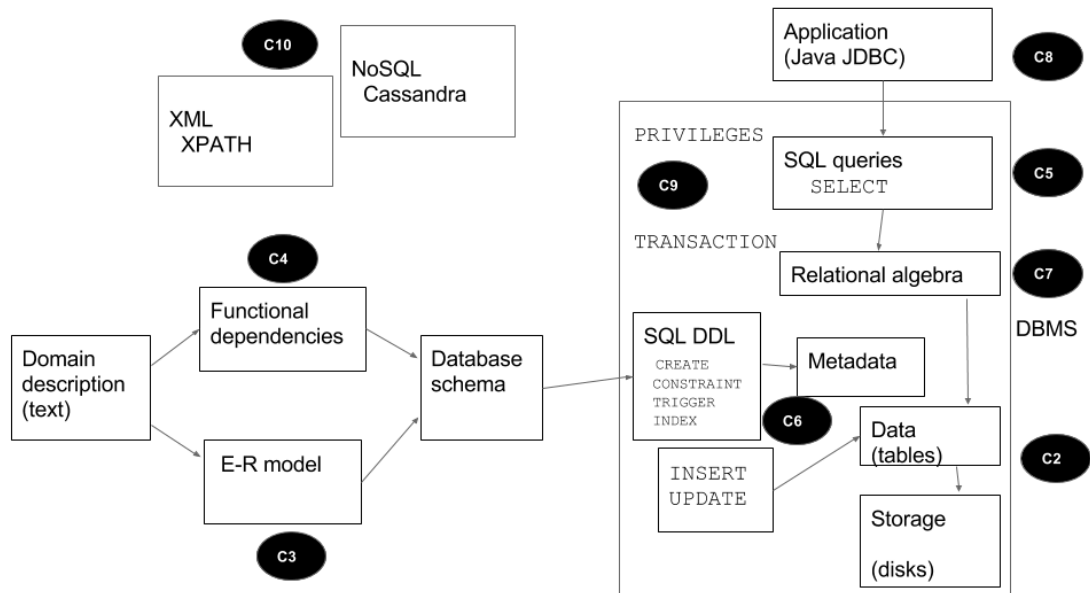 C10
NoSQL
Cassandra
XML
XPATH
Application
(Java JDBC)
C8
PRIVILEGES
SQL queries
SELECT
C5
C9
TRANSACTION
Relational algebra
C7
DBMS
C4
Functional
dependencies
Domain
description
(text)
Database
schema
E-R model
C3
SQL DDL
CREATE
CONSTRAINT
TRIGGER
INDEX
Metadata
C6
INSERT
UPDATE
Data
(tables)
C2
Storage
(disks)